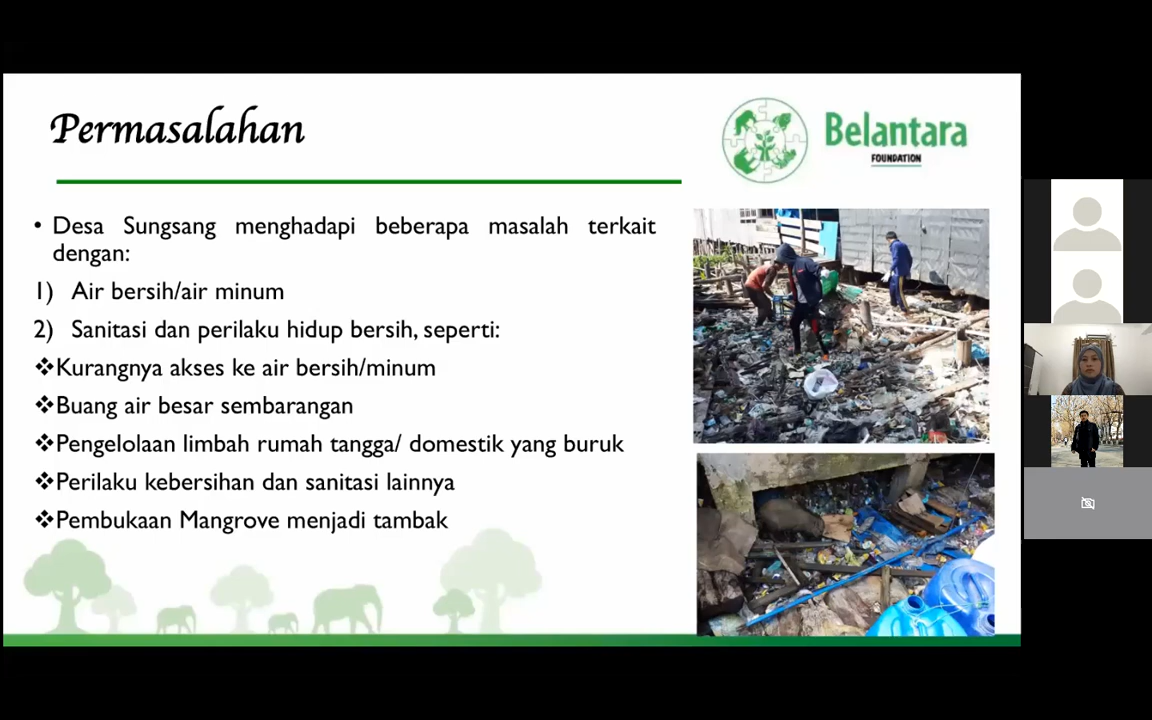 Permasalahan
Belantara
FOUNDATION
• Desa Sungsang menghadapi beberapa masalah terkait
dengan:
1) Air bersih/air minum
2) Sanitasi dan perilaku hidup bersih, seperti:
❖Kurangnya akses ke air bersih/minum
❖Buang air besar sembarangan
❖Pengelolaan limbah rumah tangga/ domestik yang buruk
❖Perilaku kebersihan dan sanitasi lainnya
❖Pembukaan Mangrove menjadi tambak